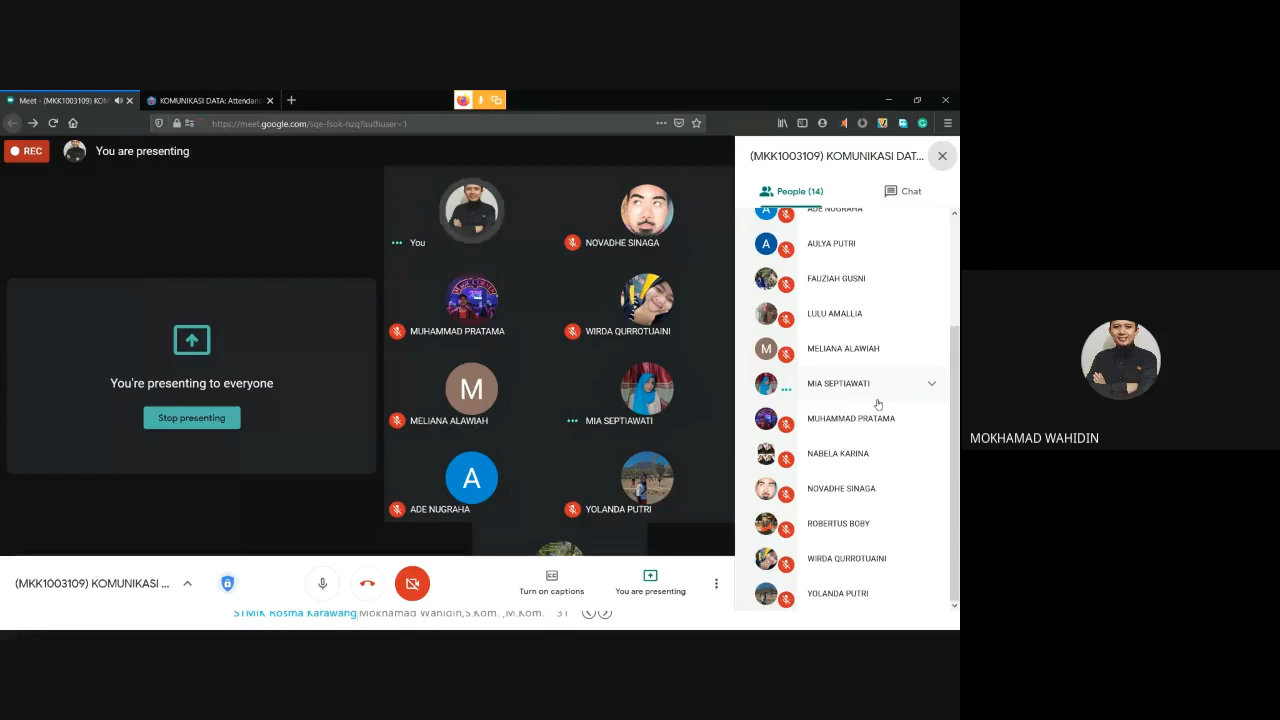 Meet - (MKK1003109) KOM
KOMUNIKASI DATA: Attendanc
https://meet.google.com/sqe-fsok-nzq?authuser=1
REC
You are presenting
(MKK1003109) KOMUNIKASI DAT...
People (14)
Chat
You
NOVADHE SINAGA
MUHAMMAD PRATAMA
WIRDA QURROTUAINI
M
MELIANA ALAWIAH
MIA SEPTIAWATI
A
ADE NUGRAHA
YOLANDA PUTRI
You're presenting to everyone
Stop presenting
A
ADE NUGRAHA
A
AULYA PUTRI
FAUZIAH GUSNI
LULU AMALLIA
M
MELIANA ALAWIAH
MIA SEPTIAWATI
MUHAMMAD PRATAMA
NABELA KARINA
NOVADHE SINAGA
ROBERTUS BOBY
WIRDA QURROTUAINI
YOLANDA PUTRI
MOKHAMAD WAHIDIN
(MKK1003109) KOMUNIKASI ...
Turn on captions
You are presenting
STMIK Rosma Karawang|Mokhamad Wahidin,S.Kom. ,M.Kom. 31